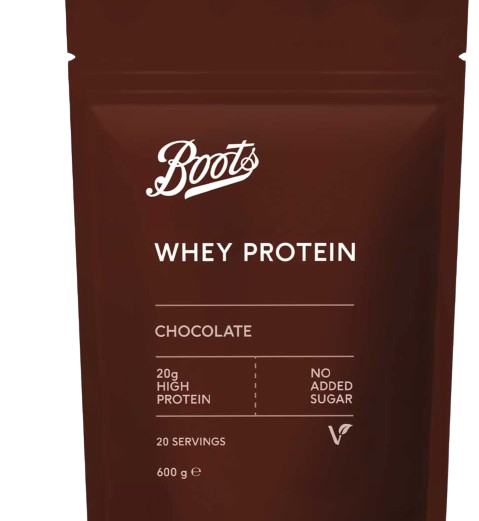 Boots
WHEY PROTEIN
CHOCOLATE
20g
HIGH
PROTEIN
NO
ADDED
SUGAR
20 SERVINGS
600 g ℮